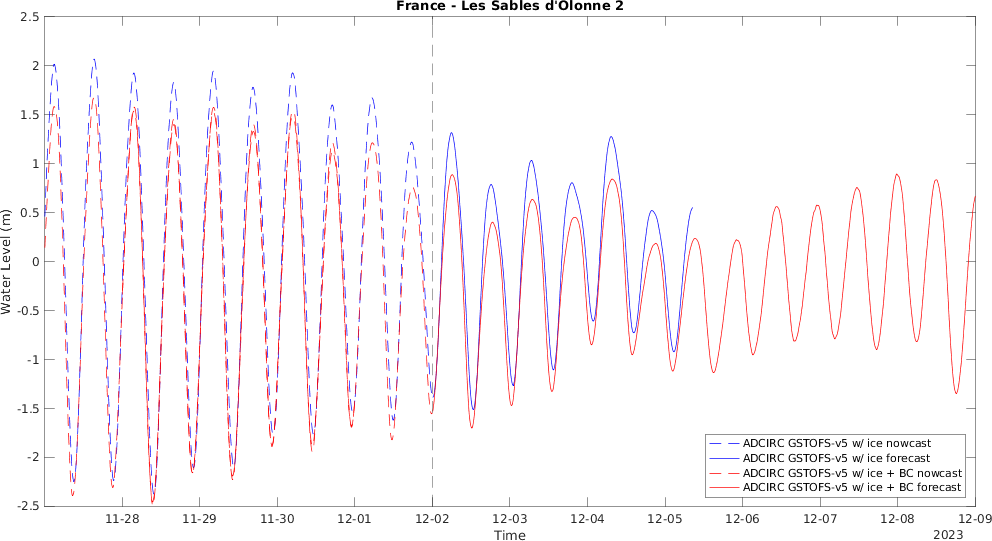 France - Les Sables d'Olonne 2
2.5
2
1.5
1
0.5
0
-0.5
-1
-1.5
-2
-2.5
Water Level (m)
11-28 11-29 11-30 12-01 12-02 12-03 12-04 12-05 12-06 12-07 12-08 12-09
Time
2023
ADCIRC GSTOFS-v5 w/ ice nowcast
ADCIRC GSTOFS-v5 w/ ice forecast
ADCIRC GSTOFS-v5 w/ ice + BC nowcast
ADCIRC GSTOFS-v5 w/ ice + BC forecast